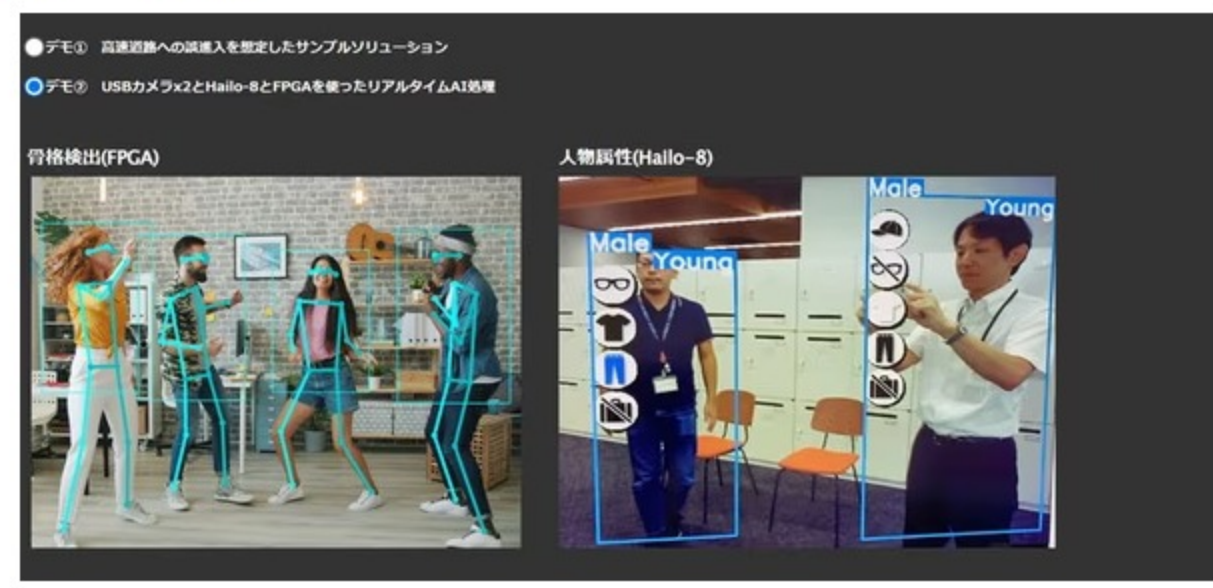 デモ① 高速道路への誤進入を想定したサンプルソリューション
デモ② USBカメラx2とHailo-8とFPGAを使ったリアルタイムAI処理
骨格検出(FPGA)
人物属性(Hailo-8)
Male
Young
Male
Young